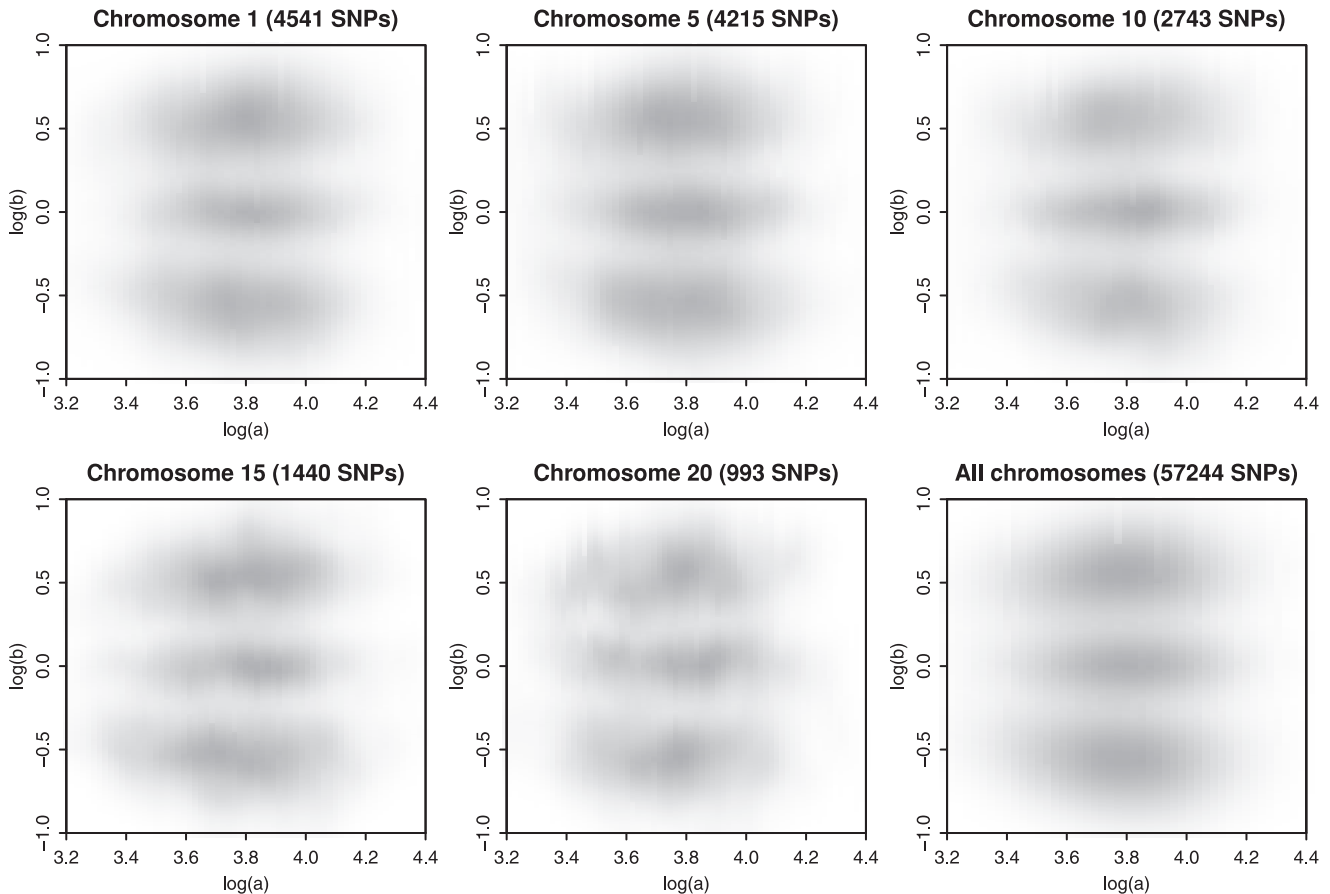 Chromosome 1 (4541 SNPs)
Chromosome 5 (4215 SNPs)
Chromosome 10 (2743 SNPs)
log(b)
1.0
0.5
0.0
−0.5
−1.0
3.2 3.4 3.6 3.8 4.0 4.2 4.4
log(a)
log(b)
1.0
0.5
0.0
−0.5
−1.0
3.2 3.4 3.6 3.8 4.0 4.2 4.4
log(a)
log(b)
1.0
0.5
0.0
−0.5
−1.0
3.2 3.4 3.6 3.8 4.0 4.2 4.4
log(a)
Chromosome 15 (1440 SNPs)
Chromosome 20 (993 SNPs)
All chromosomes (57244 SNPs)
log(b)
1.0
0.5
0.0
−0.5
−1.0
3.2 3.4 3.6 3.8 4.0 4.2 4.4
log(a)
log(b)
1.0
0.5
0.0
−0.5
−1.0
3.2 3.4 3.6 3.8 4.0 4.2 4.4
log(a)
log(b)
1.0
0.5
0.0
−0.5
−1.0
3.2 3.4 3.6 3.8 4.0 4.2 4.4
log(a)